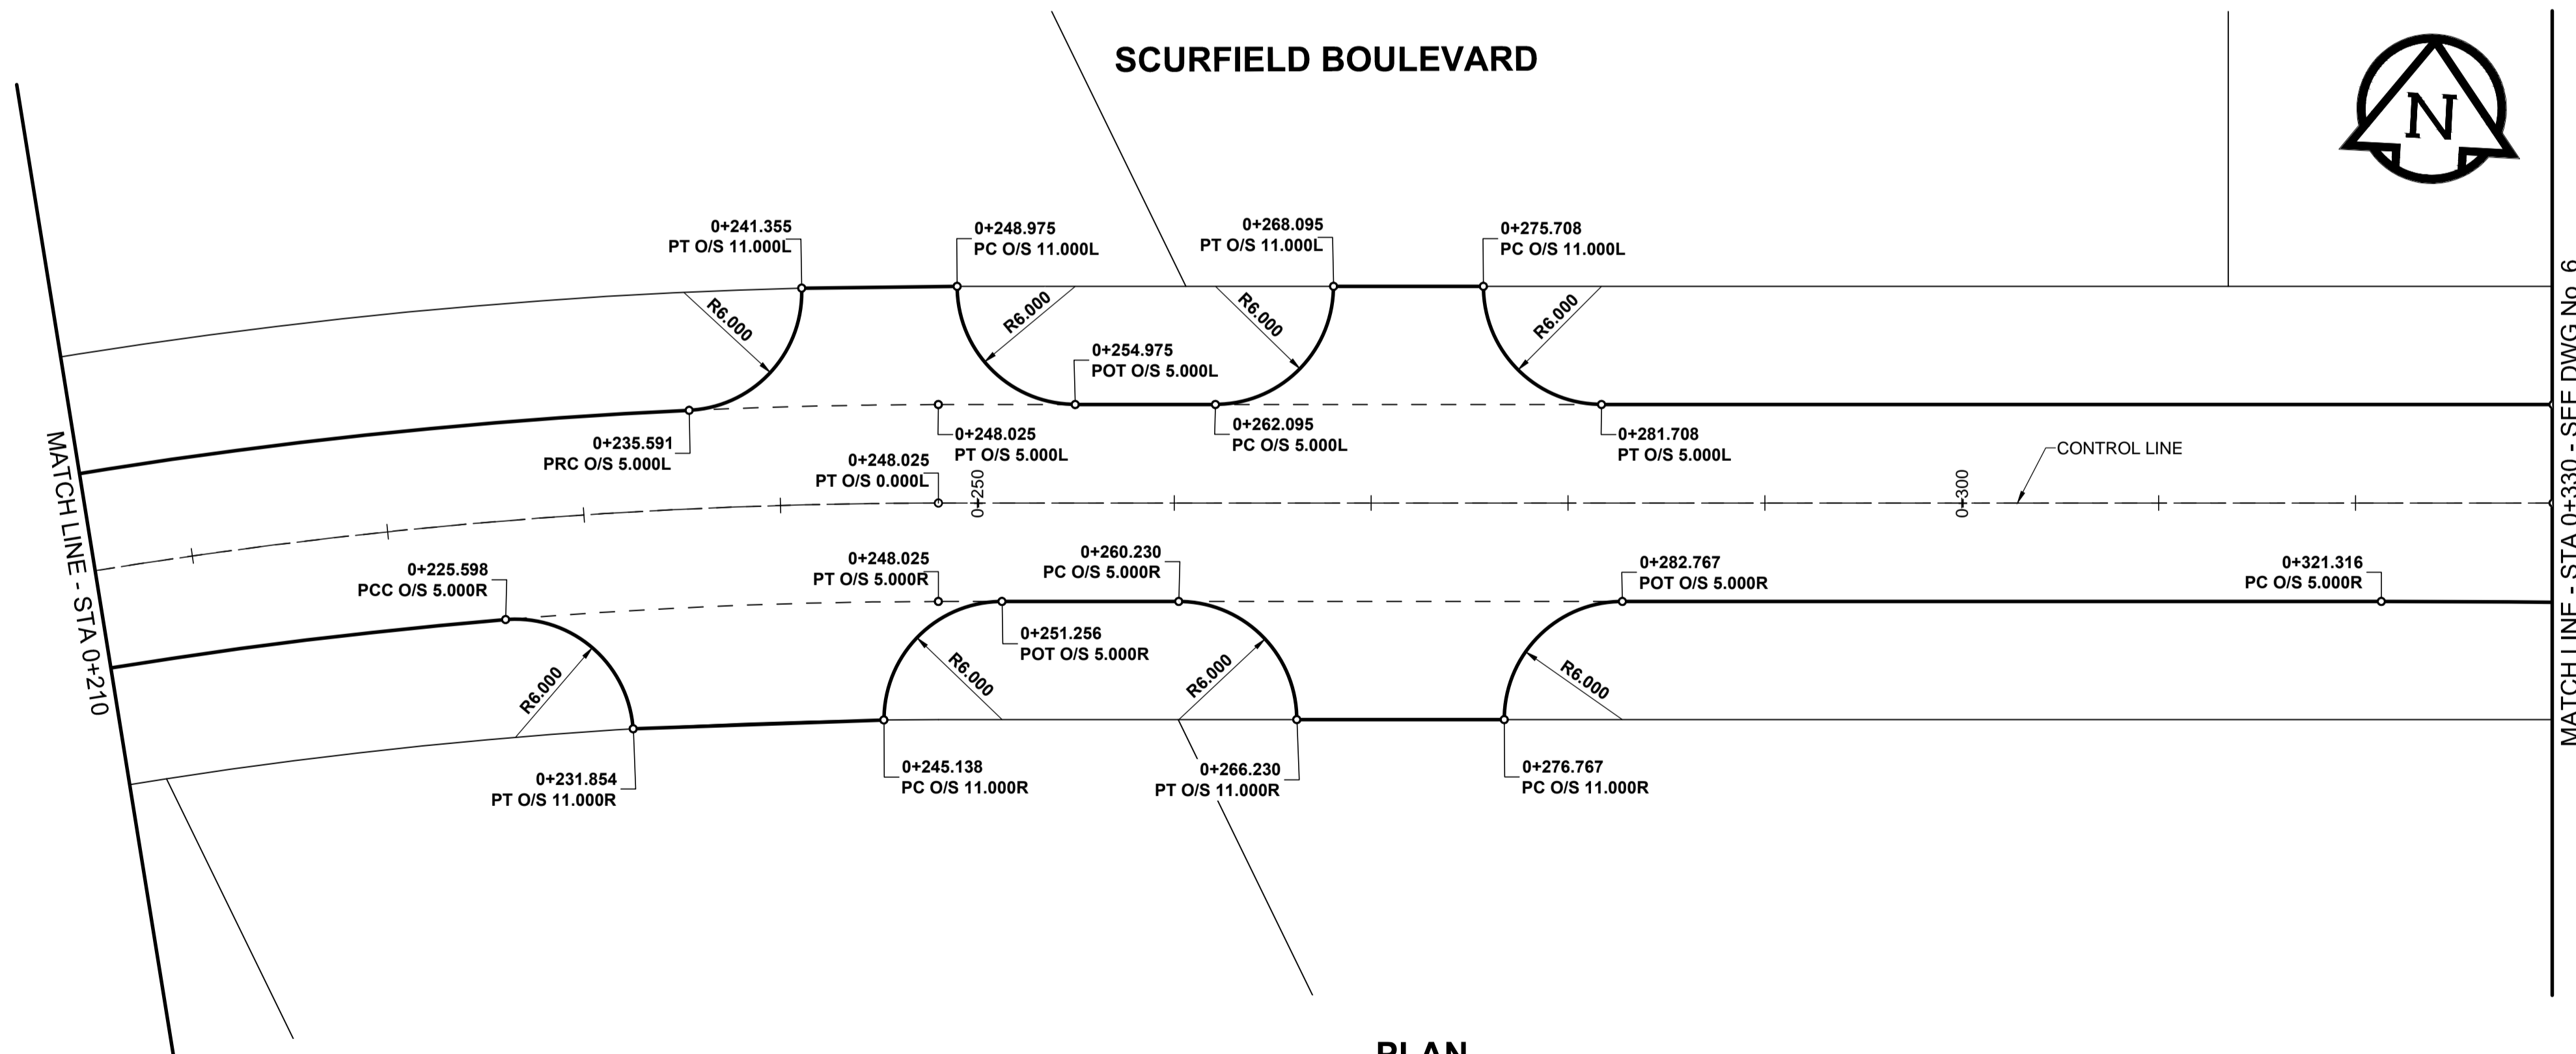 SCURFIELD BOULEVARD
N
0+241.355
PT O/S 11.000L
0+248.975
PC O/S 11.000L
0+268.095
PT O/S 11.000L
0+275.708
PC O/S 11.000L
R6.000
R6.000
R6.000
R6.000
0+254.975
POT O/S 5.000L
0+235.591
PRC O/S 5.000L
0+248.025
PT O/S 5.000L
0+262.095
PC O/S 5.000L
0+281.708
PT O/S 5.000L
0+248.025
PT O/S 0.000L
0+250
0+300
CONTROL LINE
MATCH LINE - STA 0+210
MATCH LINE - STA 0+330 - SEE DWG No. 6
0+225.598
PCC O/S 5.000R
0+248.025
PT O/S 5.000R
0+260.230
PC O/S 5.000R
0+282.767
POT O/S 5.000R
0+321.316
PC O/S 5.000R
0+251.256
POT O/S 5.000R
R6.000
R6.000
R6.000
R6.000
0+231.854
PT O/S 11.000R
0+245.138
PC O/S 11.000R
0+266.230
PT O/S 11.000R
0+276.767
PC O/S 11.000R
PLAN